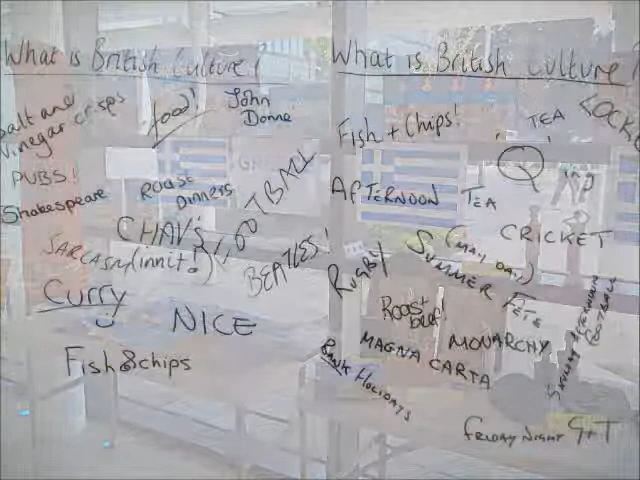 What is British Culture?
Salt and
Vinegar crisps
food!
John
Donne
PUBS!
Roast
Dinners
Shakespeare
CHAVS
FOOTBALL
SARCASM (innit!)
BEATLES!
Curry
NICE
Fish & chips
What is British Culture?
Fish + Chips!
TEA
Q
AFTERNOON TEA
CRICKET
(MAY DAY)
SUMMER FETE
RUGBY
Roast
beef!
MONARCHY
MAGNA CARTA
BANK HOLIDAYS
FRIDAY NIGHT G+T